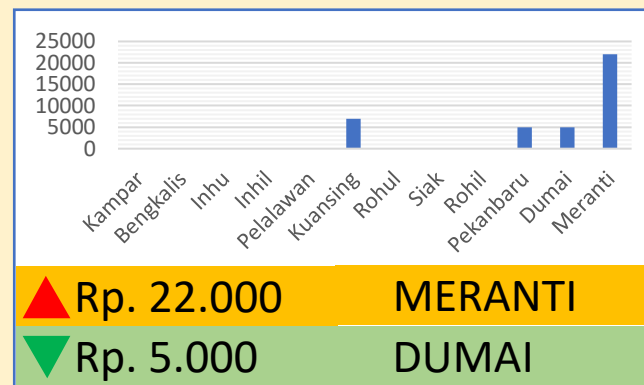 25000
20000
15000
10000
5000
0
Kampar
Bengkalis
Inhu
Inhil
Pelalawan
Kuansing
Rohul
Siak
Rohil
Pekanbaru
Dumai
Meranti
Rp. 22.000 MERANTI
Rp. 5.000 DUMAI